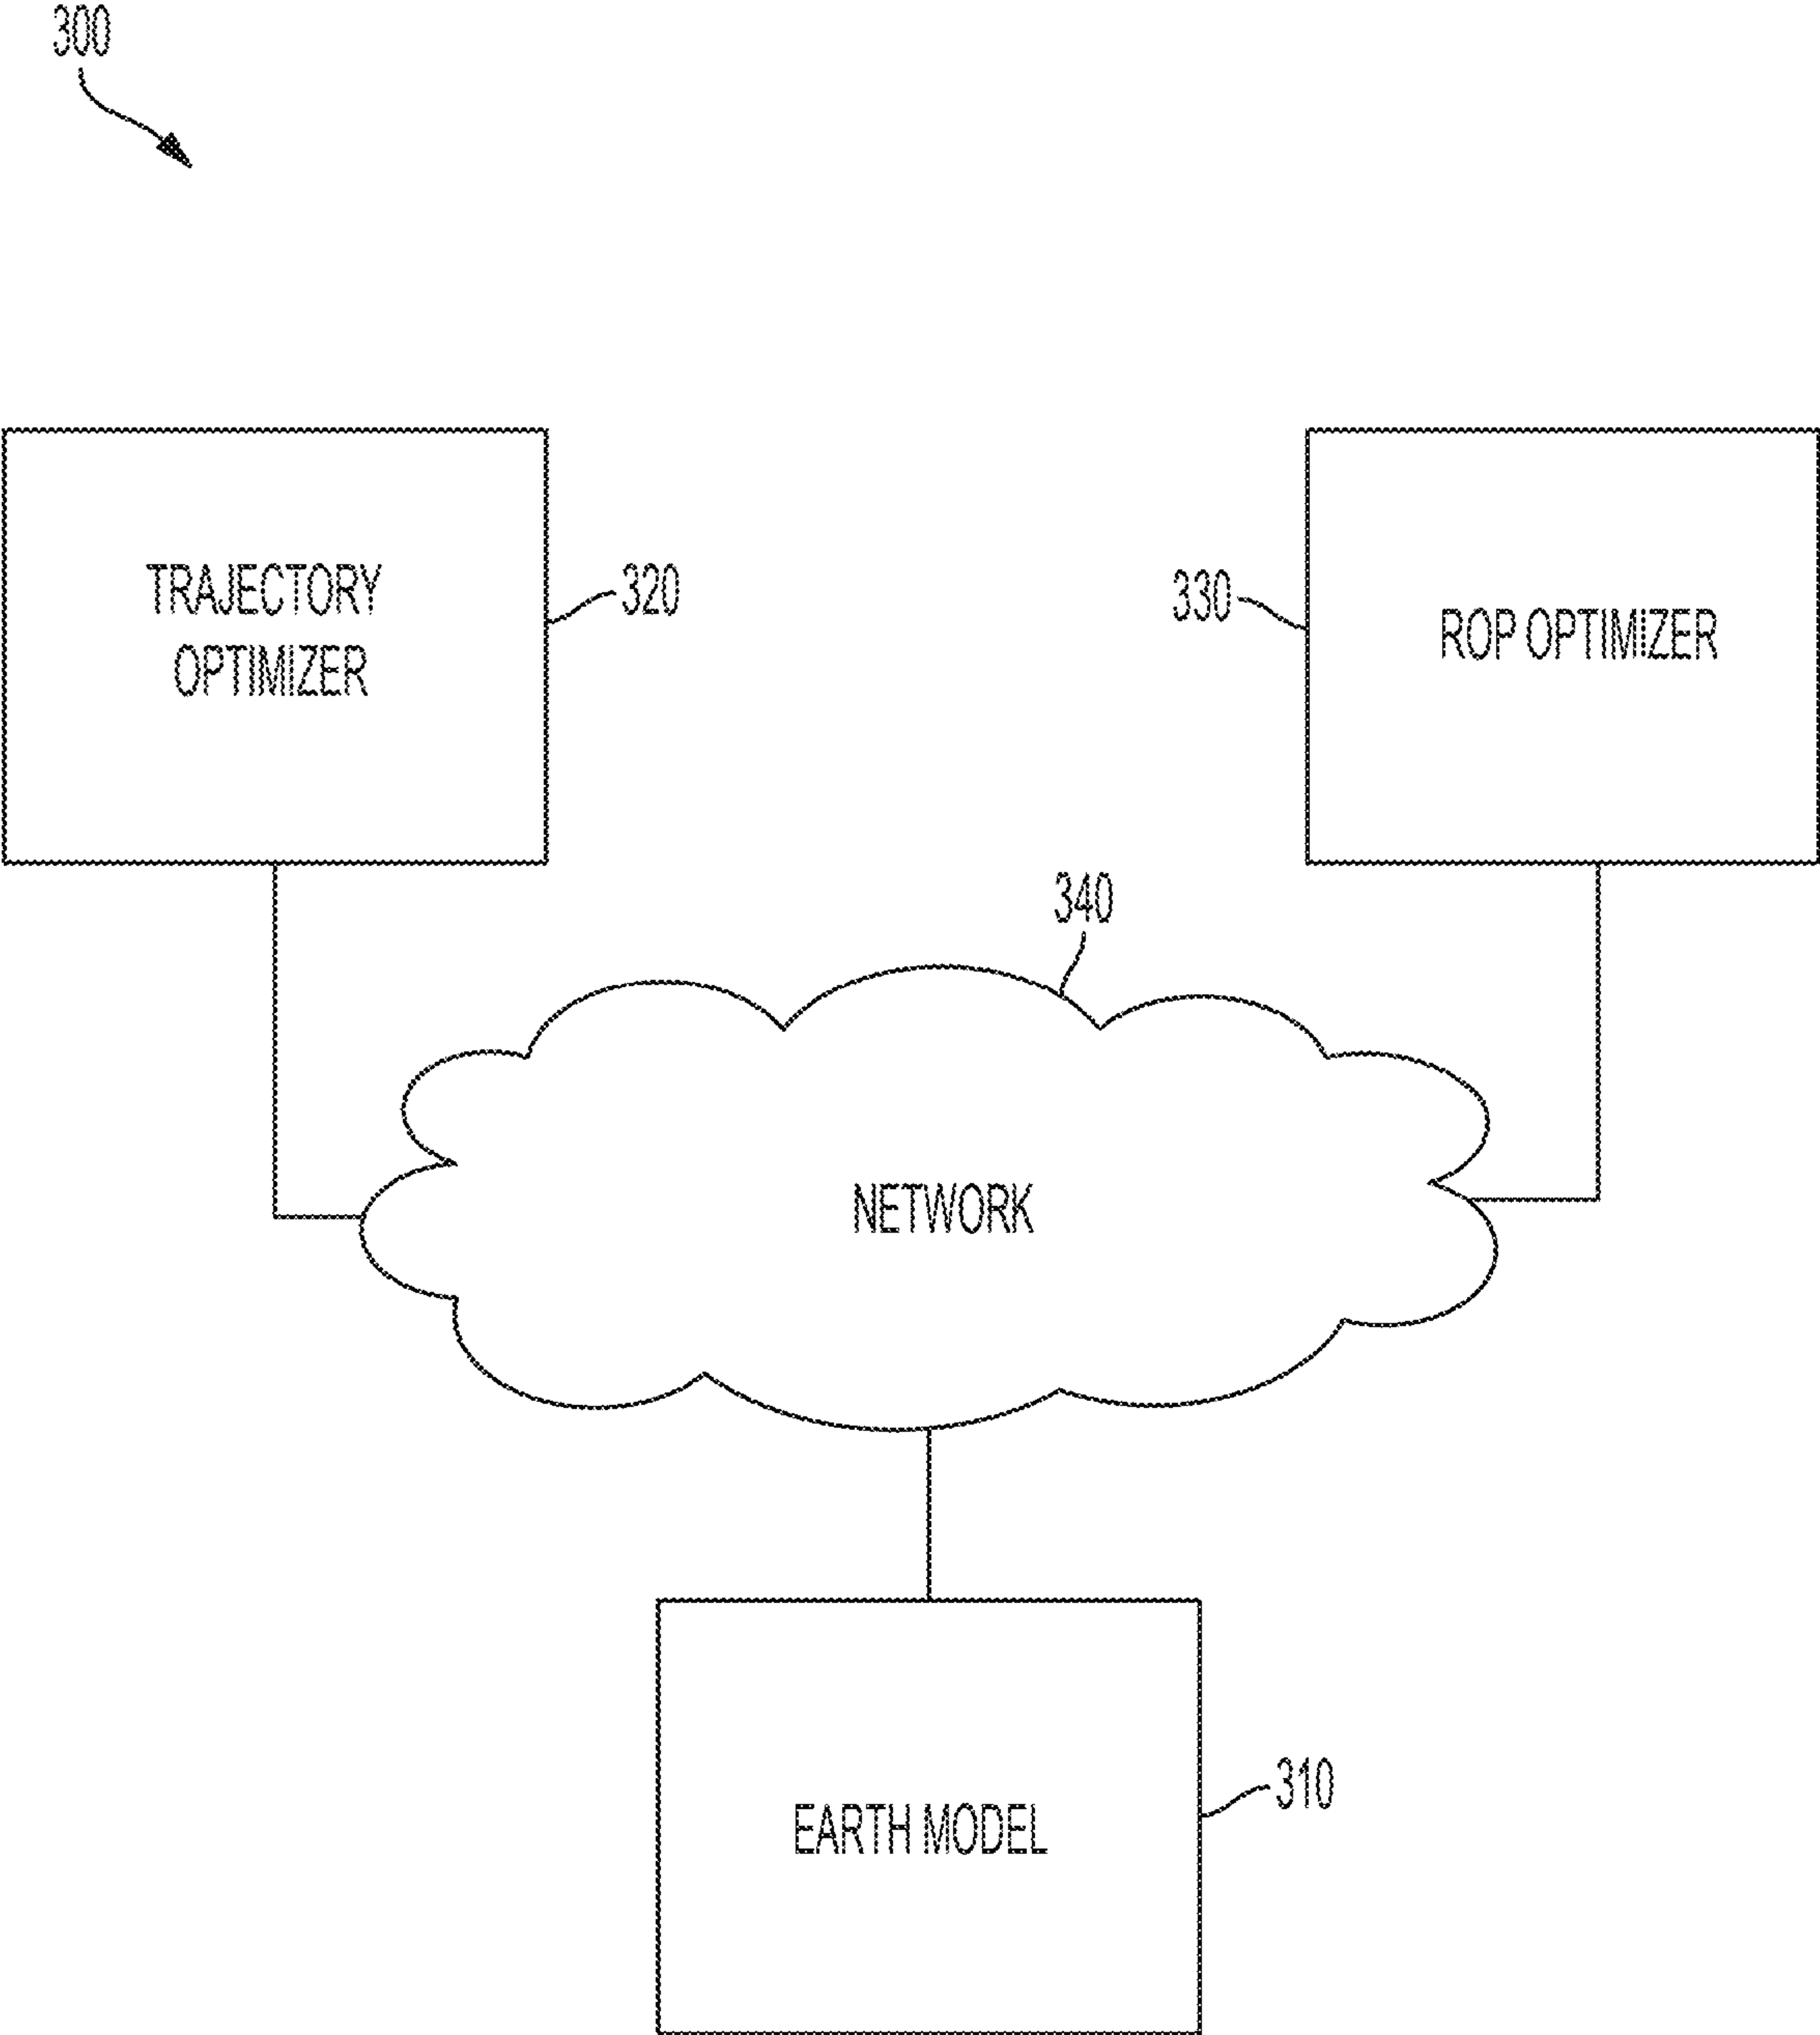 300
TRAJECTORY
OPTIMIZER
320
330
ROP OPTIMIZER
340
NETWORK
310
EARTH MODEL